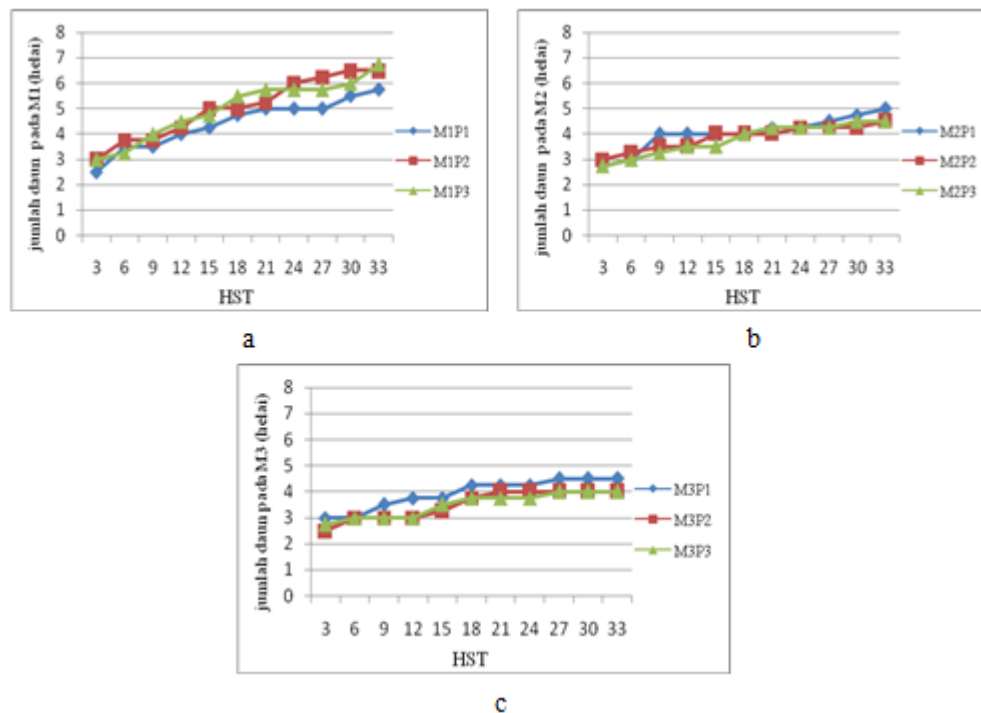 jumlah daun pada M1 (helai)
8
7
6
5
4
3
2
1
0
3 6 9 12 15 18 21 24 27 30 33
HST
M1P1
M1P2
M1P3
a
jumlah daun pada M2 (helai)
8
7
6
5
4
3
2
1
0
3 6 9 12 15 18 21 24 27 30 33
HST
M2P1
M2P2
M2P3
b
jumlah daun pada M3 (helai)
8
7
6
5
4
3
2
1
0
3 6 9 12 15 18 21 24 27 30 33
HST
M3P1
M3P2
M3P3
c